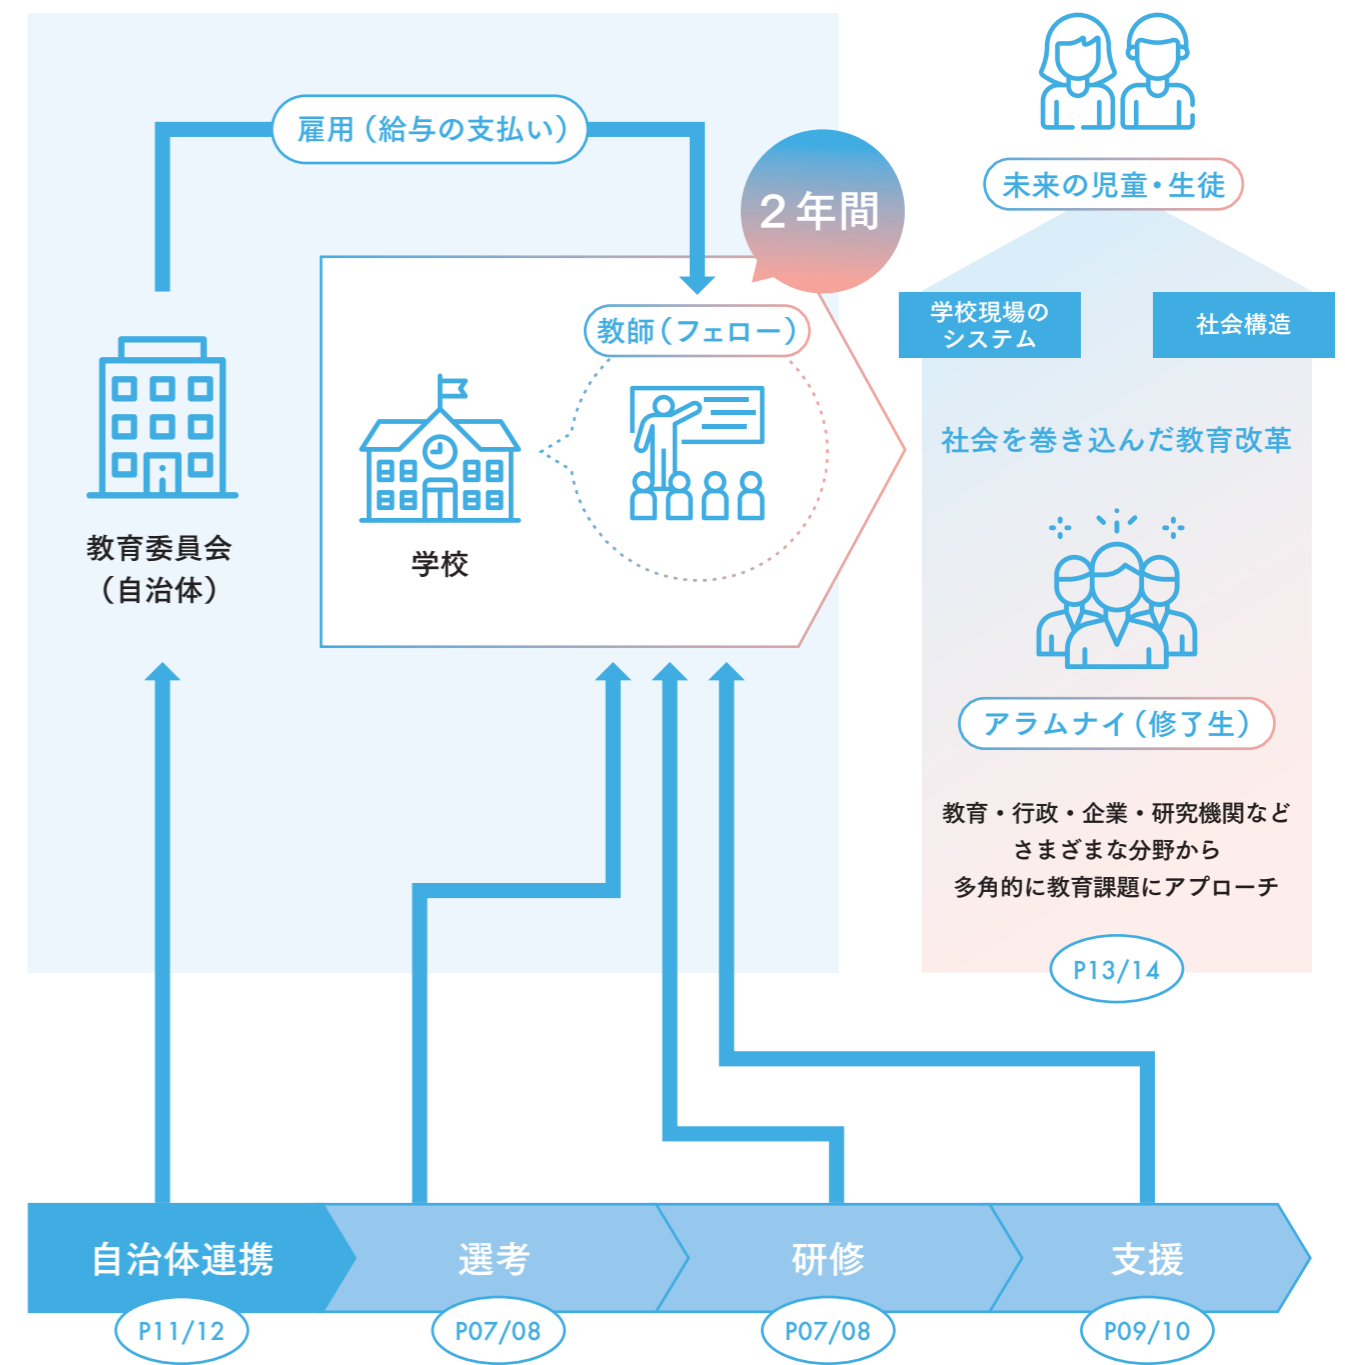 雇用（給与の支払い）
２年間
教師（フェロー）
学校
教育委員会
（自治体）
未来の児童・生徒
学校現場の
システム
社会構造
社会を巻き込んだ教育改革
アラムナイ（修了生）
教育・行政・企業・研究機関など
さまざまな分野から
多角的に教育課題にアプローチ
P13/14
自治体連携
選考
研修
支援
P11/12
P07/08
P07/08
P09/10